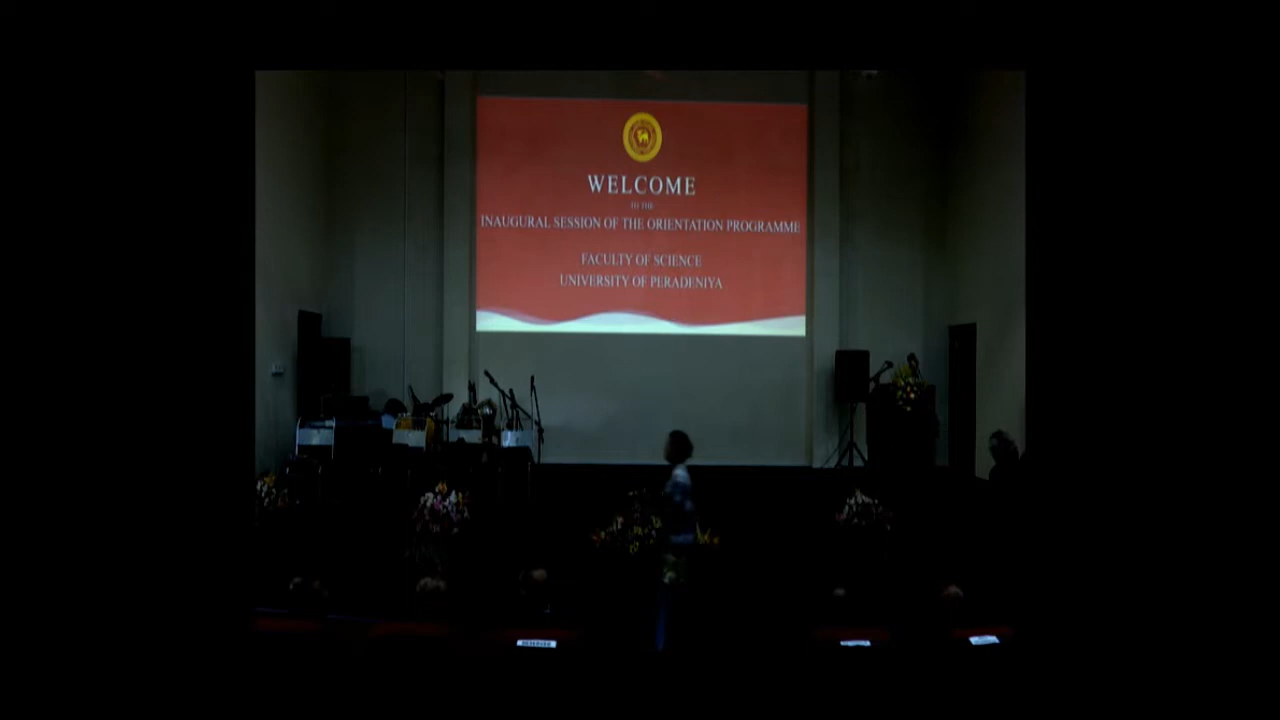 WELCOME
TO THE
INAUGURAL SESSION OF THE ORIENTATION PROGRAMME
FACULTY OF SCIENCE
UNIVERSITY OF PERADENIYA